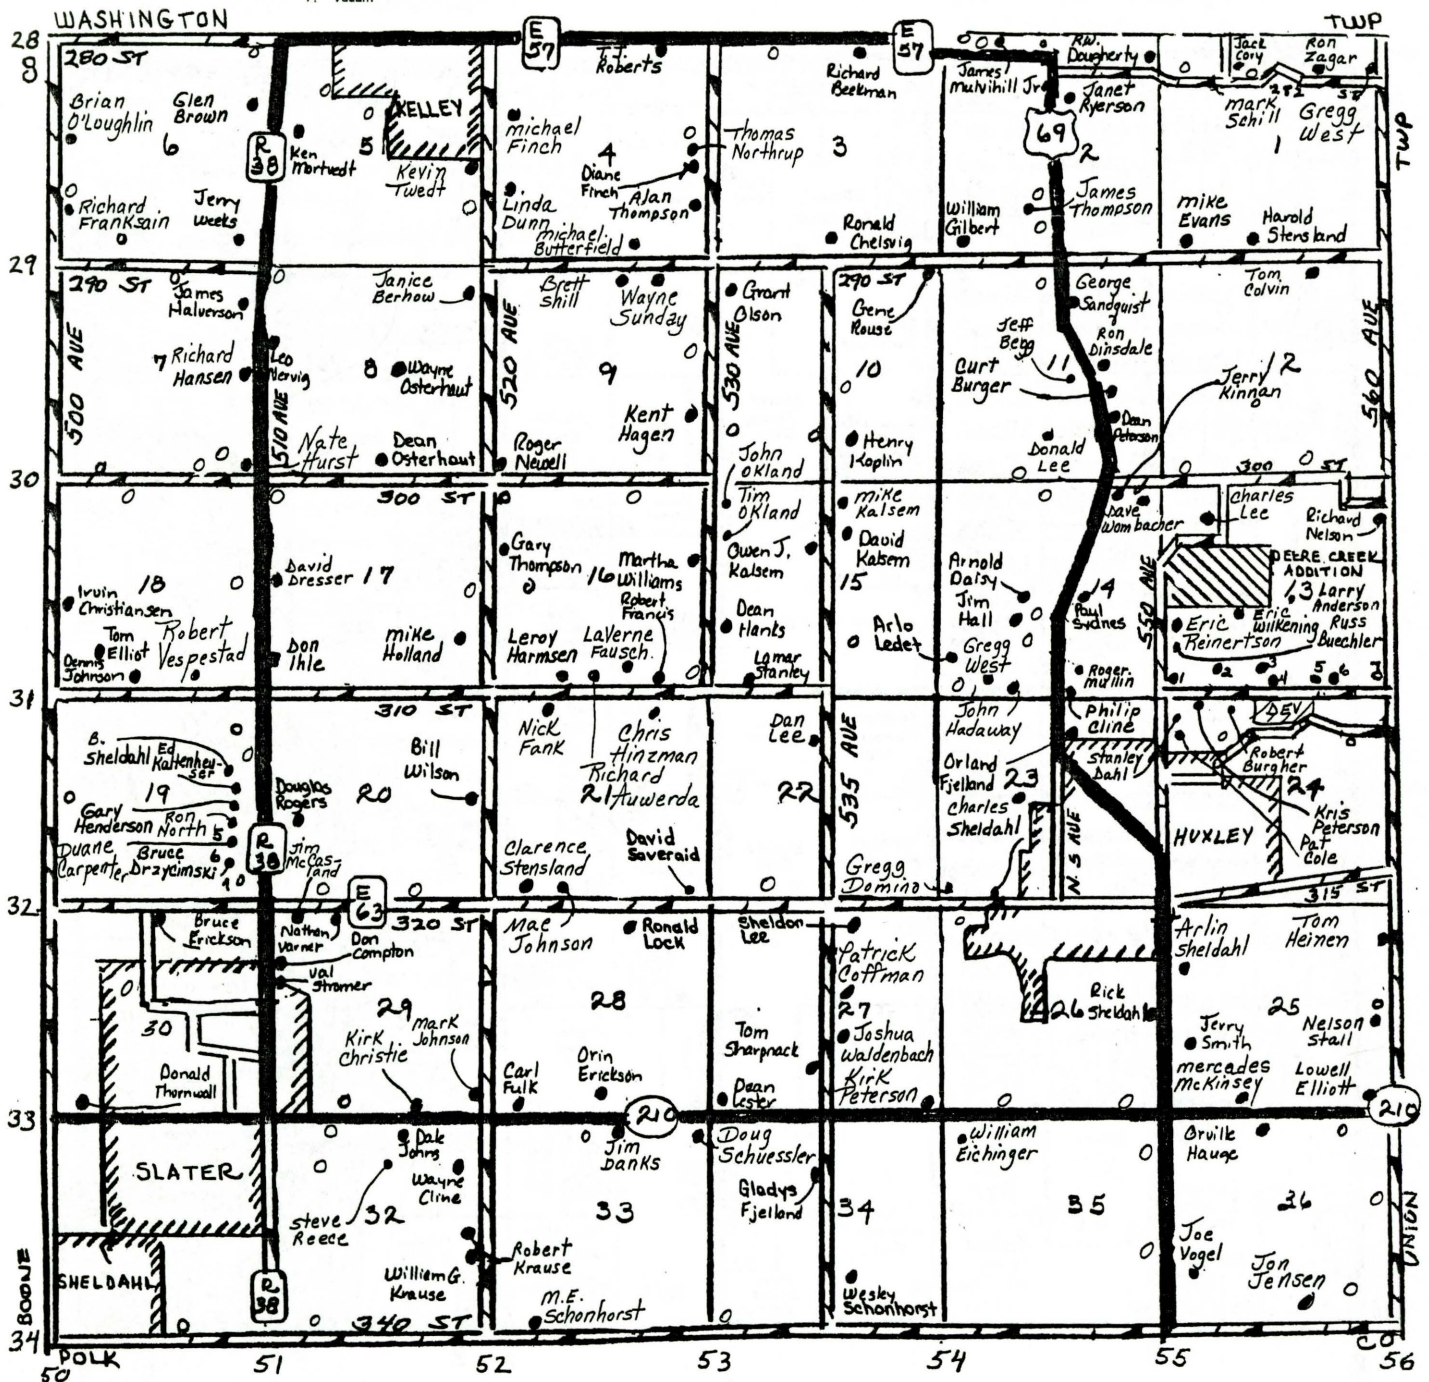 WASHINGTON
TWP
28
280 ST
E
57
T.J.
Roberts
E
57
Richard
Beekman
James
Mulvihill Jr
R.W.
Dougherty
Jack
Cory
Ron
Zagar
282
ST
Brian
O'Loughlin
Glen
Brown
6
R
38
Ken
Mortvedt
5
KELLEY
Kevin
Twedt
Michael
Finch
4
Diane
Finch
Thomas
Northrup
3
69
2
Janet
Ryerson
Mark
Schill
Gregg
West
1
TWP
Richard
Franksain
Jerry
Weeks
Linda
Dunn
Alan
Thompson
Michael
Butterfield
Ronald
Chelsvig
William
Gilbert
James
Thompson
Mike
Evans
Harold
Stensland
29
290 ST
James
Halverson
Janice
Berhow
Brett
Shill
Wayne
Sunday
Grant
Olson
290 ST
Gene
Rouse
George
Sandquist
Ron
Dinsdale
Tom
Colvin
500 AVE
7
Richard
Hansen
Leo
Nervig
8
Wayne
Osterhout
520 AVE
9
530 AVE
10
Jeff
Berg
11
Curt
Burger
Jerry
Kinnan
12
560 AVE
510 AVE
Nate
Hurst
Dean
Osterhout
Roger
Newell
Kent
Hagen
John
Okland
Henry
Koplin
Donald
Lee
Dean
Peterson
30
300 ST
300 ST
Tim
Okland
Mike
Kalsem
Dave
Wombacher
Charles
Lee
Richard
Nelson
18
Irvin
Christiansen
David
Dresser
17
Gary
Thompson
16
Martha
Williams
Robert
Francis
Owen J.
Kalsem
David
Kalsem
15
Arnold
Daisy
Jim
Hall
14
Paul
Sydnes
550 AVE
DEERE CREEK
ADDITION
13
Larry
Anderson
Russ
Buechler
Eric
Wilkening
Eric
Reinertson
Tom
Elliot
Dennis
Johnson
Robert
Vespestad
Don
Ihle
Mike
Holland
Leroy
Harmsen
LaVerne
Fausch
Dean
Hanks
Lamar
Stanley
Arlo
Ledet
Gregg
West
Roger
Mullin
1
2
3
4
5
6
7
31
310 ST
Nick
Fank
Chris
Hinzman
Richard
Auwerda
Dan
Lee
John
Hadaway
Philip
Cline
DEV
B.
Sheldahl
Ed
Kaltenheuser
19
Gary
Henderson
Ron
North
5
Duane
Carpenter
Bruce
Drzycimski
6
Douglas
Rogers
20
Bill
Wilson
21
22
535 AVE
Orland
Fjelland
23
Charles
Sheldahl
Stanley
Dahl
Robert
Burgher
24
Kris
Peterson
Pat
Cole
HUXLEY
R
38
Jim
McCasland
Clarence
Stensland
David
Saveraid
Gregg
Domino
N. 5 AVE
315 ST
32
Bruce
Erickson
Nathan
Varner
E
63
320 ST
Don
Compton
Val
Stromer
Mae
Johnson
Ronald
Lock
Sheldon
Lee
Patrick
Coffman
Arlin
Sheldahl
Tom
Heinen
30
29
28
27
26
Rick
Sheldahl
25
Donald
Thornwall
Kirk
Christie
Mark
Johnson
Carl
Fulk
Orin
Erickson
Tom
Sharpnack
Dean
Lester
Joshua
Waldenbach
Kirk
Peterson
Jerry
Smith
Mercades
McKinsey
Nelson
Stall
Lowell
Elliott
33
210
210
SLATER
Dale
Johns
Wayne
Cline
Steve
Reece
32
Jim
Danks
33
Doug
Schuessler
Gladys
Fjelland
34
William
Eichinger
35
Orville
Hauge
36
UNION
SHELDAHL
R
38
William G.
Krause
Robert
Krause
M.E.
Schonhorst
Wesley
Schonhorst
Joe
Vogel
Jon
Jensen
BOONE
34
340 ST
CO
POLK
50
51
52
53
54
55
56